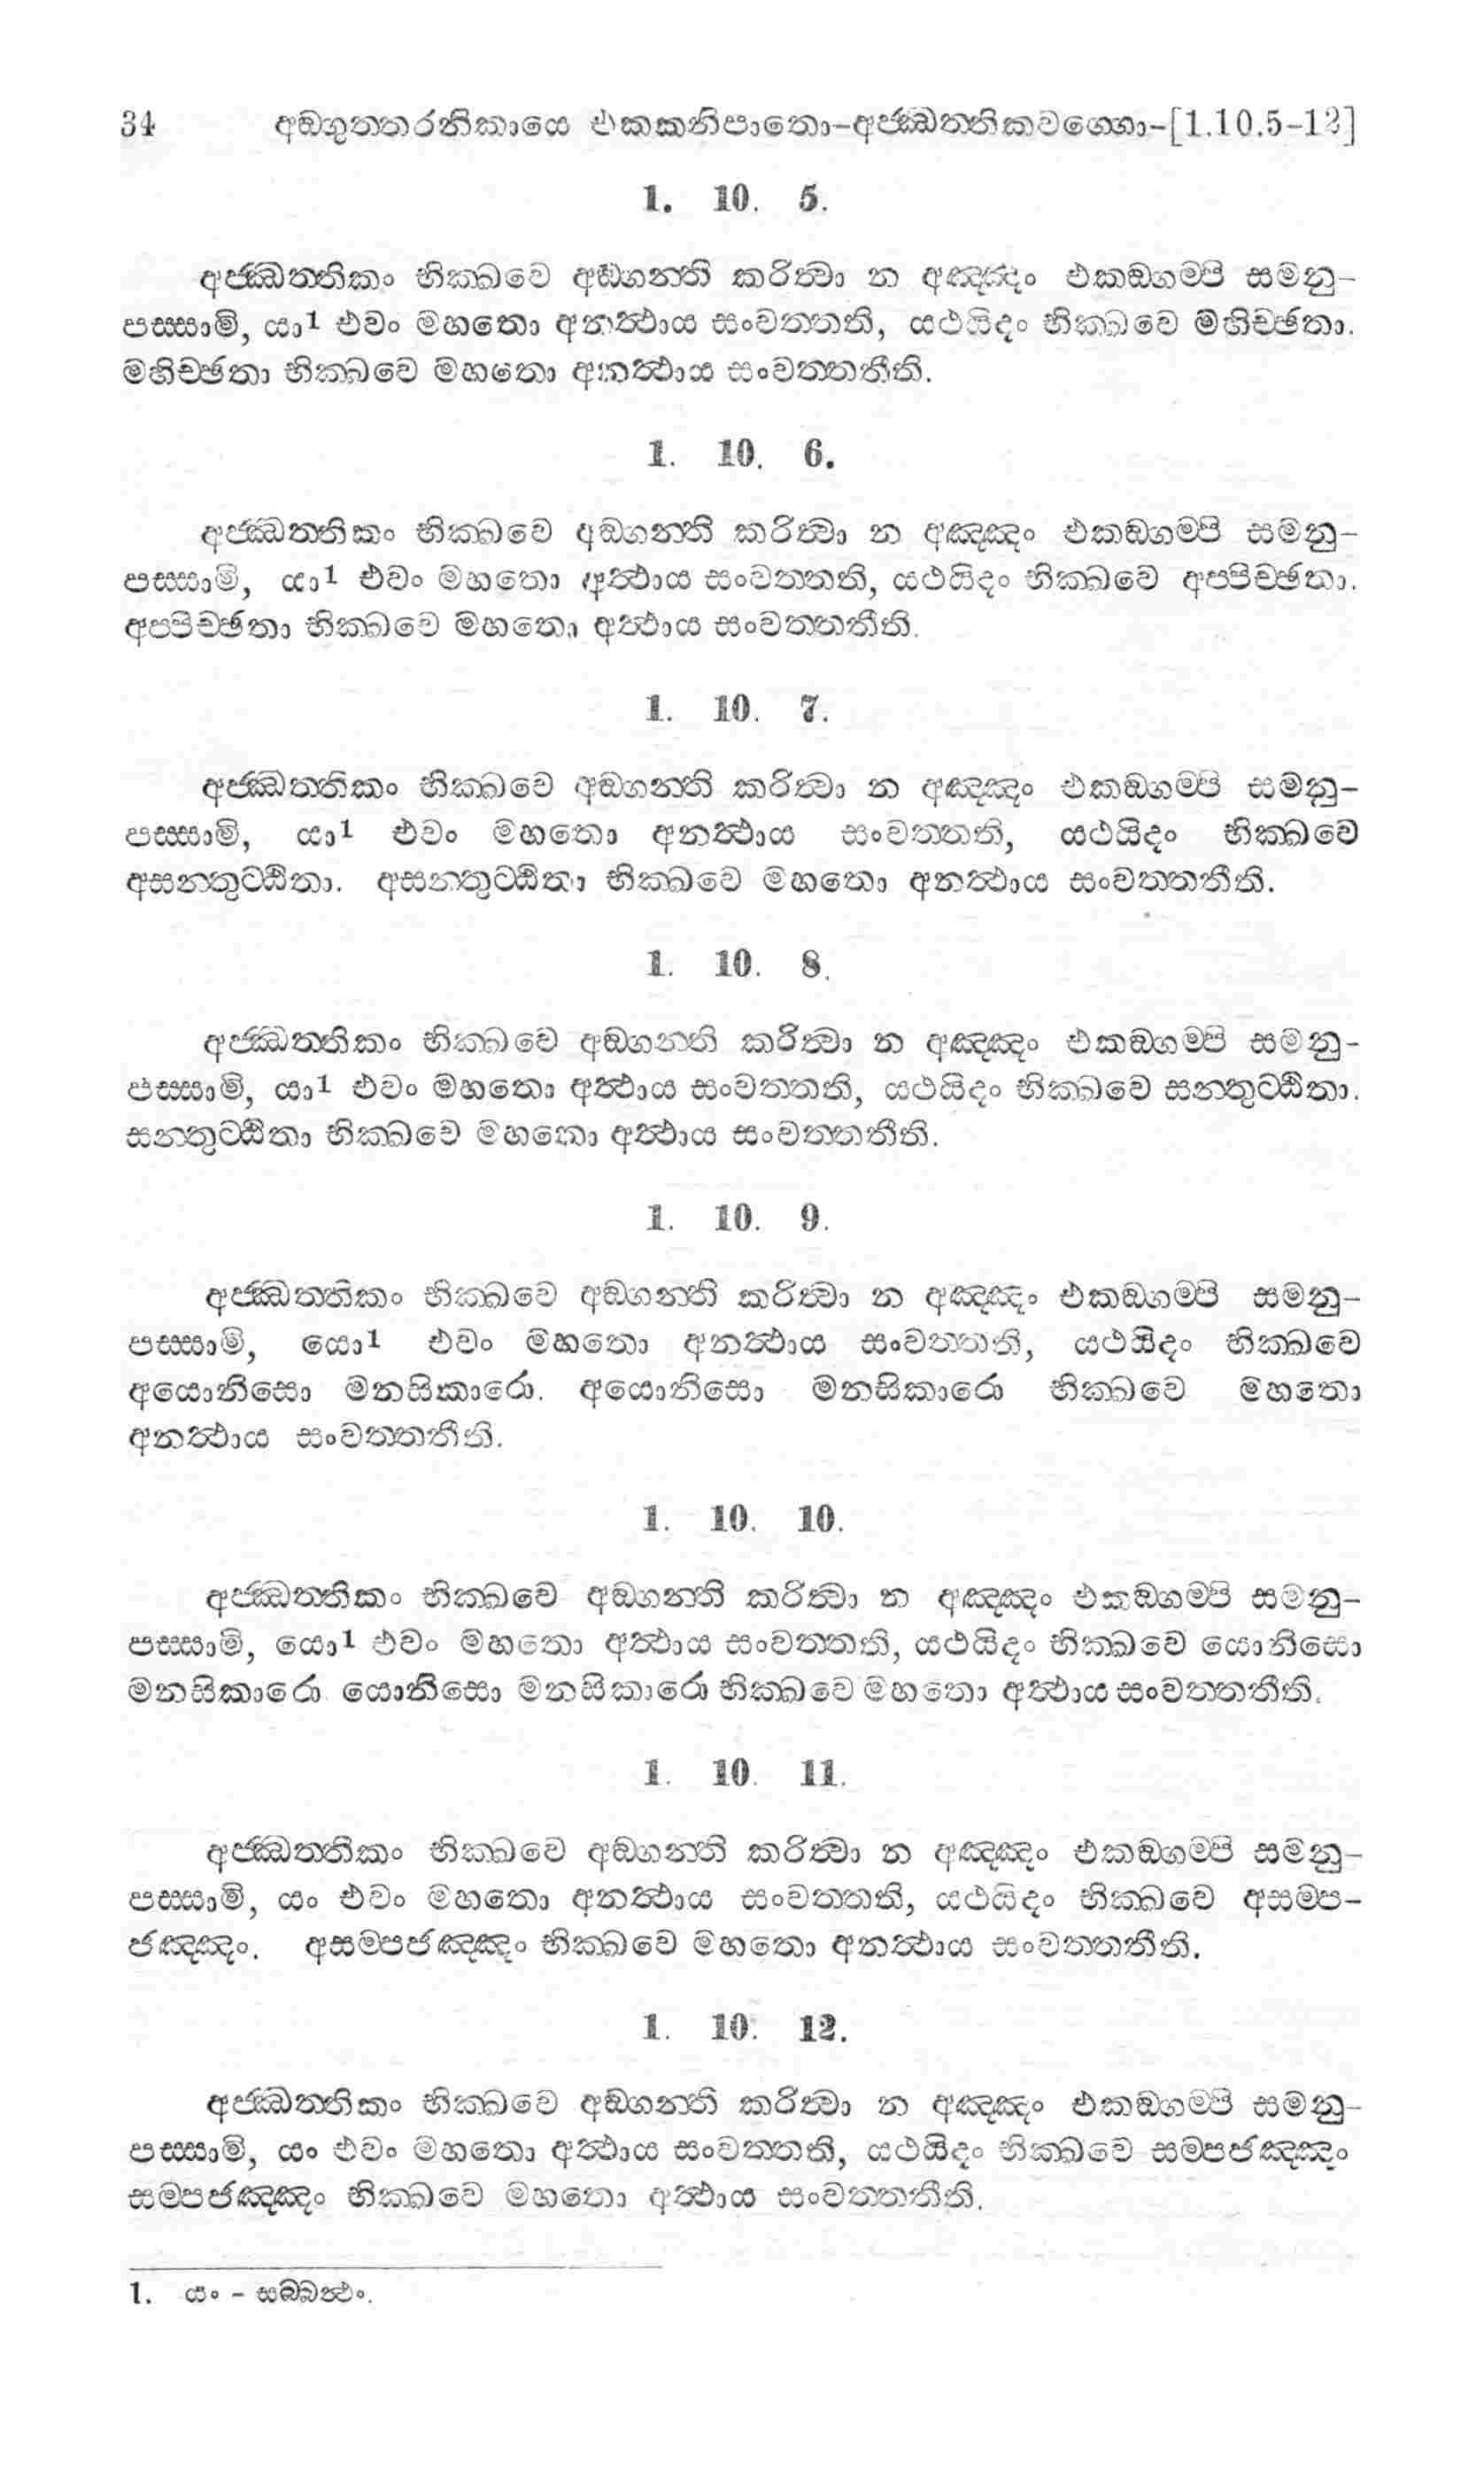 34 අඞ්ගුත්තරනිකායෙ එකකනිපාතො-අජ්ඣත්තිකවග්ගො-[1.10.5-12]
1. 10. 5.
අජ්ඣත්තිකං භික්ඛවෙ අඞ්ගන්ති කරිත්වා න අඤ්ඤං එකඞ්ගම්පි සමනු-
පස්සාමි, යා1 එවං මහතො අනත්ථාය සංවත්තති, යථයිදං භික්ඛවෙ මහිච්ඡතා.
මහිච්ඡතා භික්ඛවෙ මහතො අනත්ථාය සංවත්තතීති.
1. 10. 6.
අජ්ඣත්තිකං භික්ඛවෙ අඞ්ගන්ති කරිත්වා න අඤ්ඤං එකඞ්ගම්පි සමනු-
පස්සාමි, යා1 එවං මහතො අත්ථාය සංවත්තති, යථයිදං භික්ඛවෙ අප්පිච්ඡතා.
අප්පිච්ඡතා භික්ඛවෙ මහතො අත්ථාය සංවත්තතීති.
1. 10. 7.
අජ්ඣත්තිකං භික්ඛවෙ අඞ්ගන්ති කරිත්වා න අඤ්ඤං එකඞ්ගම්පි සමනු-
පස්සාමි, යා1 එවං මහතො අනත්ථාය සංවත්තති, යථයිදං භික්ඛවෙ
අසන්තුට්ඨිතා. අසන්තුට්ඨිතා භික්ඛවෙ මහතො අනත්ථාය සංවත්තතීති.
1. 10. 8.
අජ්ඣත්තිකං භික්ඛවෙ අඞ්ගන්ති කරිත්වා න අඤ්ඤං එකඞ්ගම්පි සමනු-
පස්සාමි, යා1 එවං මහතො අත්ථාය සංවත්තති, යථයිදං භික්ඛවෙ සන්තුට්ඨිතා.
සන්තුට්ඨිතා භික්ඛවෙ මහතො අත්ථාය සංවත්තතීති.
1. 10. 9.
අජ්ඣත්තිකං භික්ඛවෙ අඞ්ගන්ති කරිත්වා න අඤ්ඤං එකඞ්ගම්පි සමනු-
පස්සාමි, යො1 එවං මහතො අනත්ථාය සංවත්තති, යථයිදං භික්ඛවෙ
අයොනිසො මනසිකාරො. අයොනිසො මනසිකාරො භික්ඛවෙ මහතො
අනත්ථාය සංවත්තතීති.
1. 10. 10.
අජ්ඣත්තිකං භික්ඛවෙ අඞ්ගන්ති කරිත්වා න අඤ්ඤං එකඞ්ගම්පි සමනු-
පස්සාමි, යො1 එවං මහතො අත්ථාය සංවත්තති, යථයිදං භික්ඛවෙ යොනිසො
මනසිකාරො යොනිසො මනසිකාරො භික්ඛවෙ මහතො අත්ථාය සංවත්තතීති.
1. 10. 11.
අජ්ඣත්තිකං භික්ඛවෙ අඞ්ගන්ති කරිත්වා න අඤ්ඤං එකඞ්ගම්පි සමනු-
පස්සාමි, යං එවං මහතො අනත්ථාය සංවත්තති, යථයිදං භික්ඛවෙ අසම්ප-
ජඤ්ඤං. අසම්පජඤ්ඤං භික්ඛවෙ මහතො අනත්ථාය සංවත්තතීති.
1. 10. 12.
අජ්ඣත්තිකං භික්ඛවෙ අඞ්ගන්ති කරිත්වා න අඤ්ඤං එකඞ්ගම්පි සමනු-
පස්සාමි, යං එවං මහතො අත්ථාය සංවත්තති, යථයිදං භික්ඛවෙ සම්පජඤ්ඤං
සම්පජඤ්ඤං භික්ඛවෙ මහතො අත්ථාය සංවත්තතීති.
1. යං - සබ්බත්ථ.